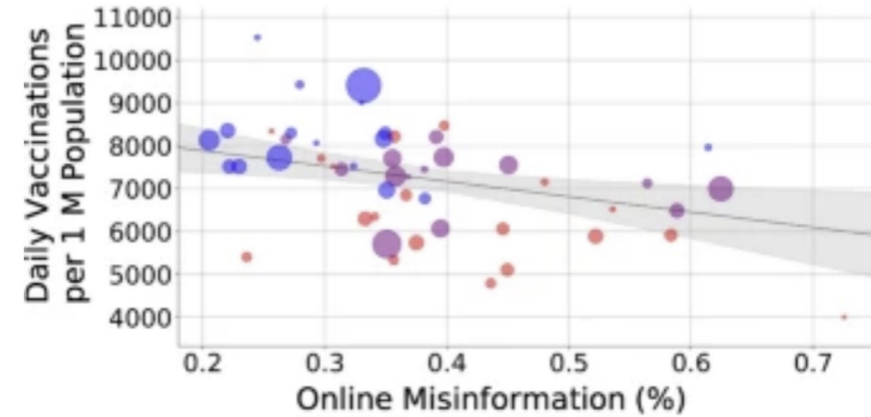 Daily Vaccinations
per 1 M Population
11000
10000
9000
8000
7000
6000
5000
4000
0.2 0.3 0.4 0.5 0.6 0.7
Online Misinformation (%)